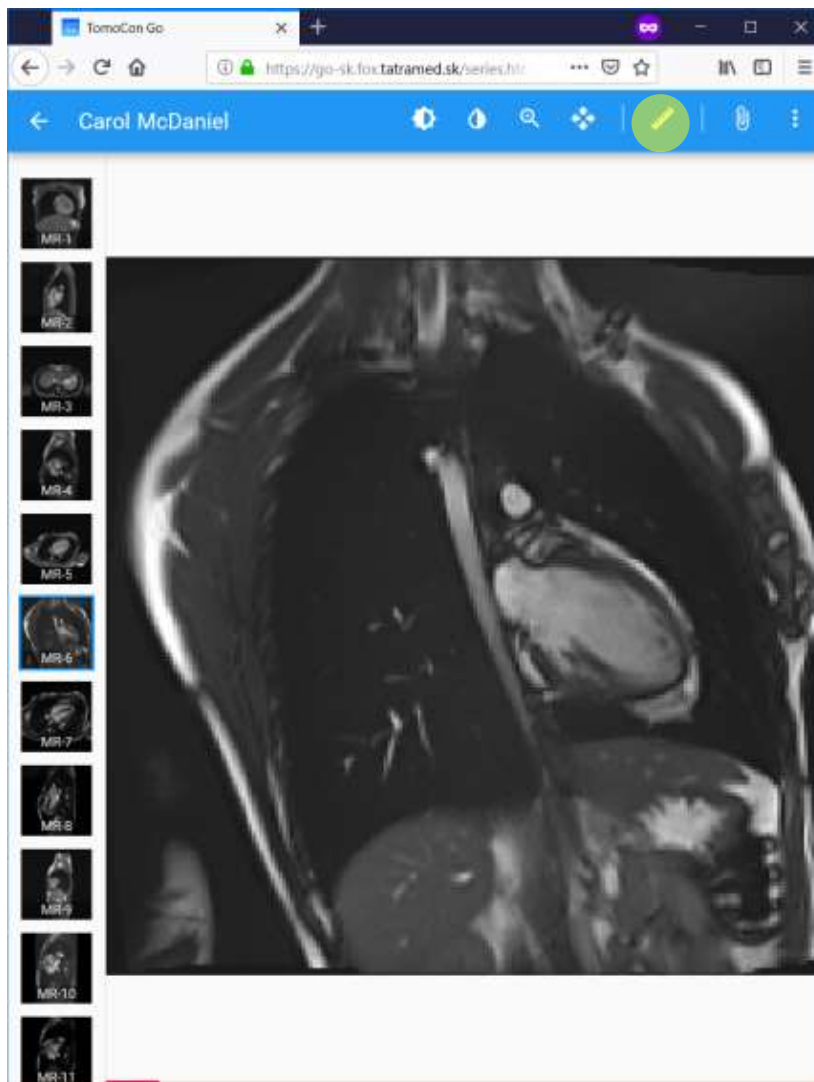 TomoCon Go
https://go-sk.fox.tatramed.sk/series.htr
Carol McDaniel
MR-1
MR-2
MR-3
MR-4
MR-5
MR-6
MR-7
MR-8
MR-9
MR-10
MR-11